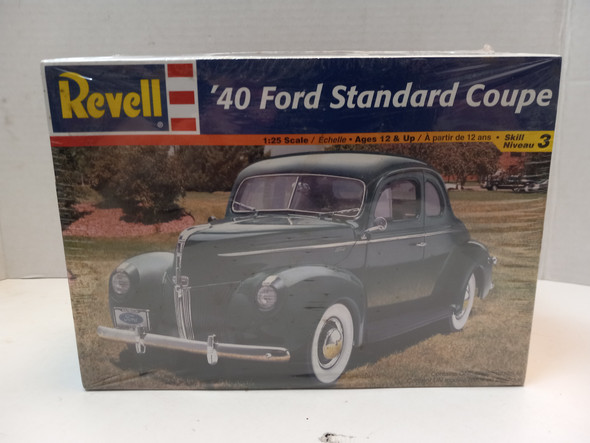 Revell
'40 Ford Standard Coupe
1:25 Scale / Échelle • Ages 12 & Up / À partir de 12 ans • Skill Niveau 3
Ford